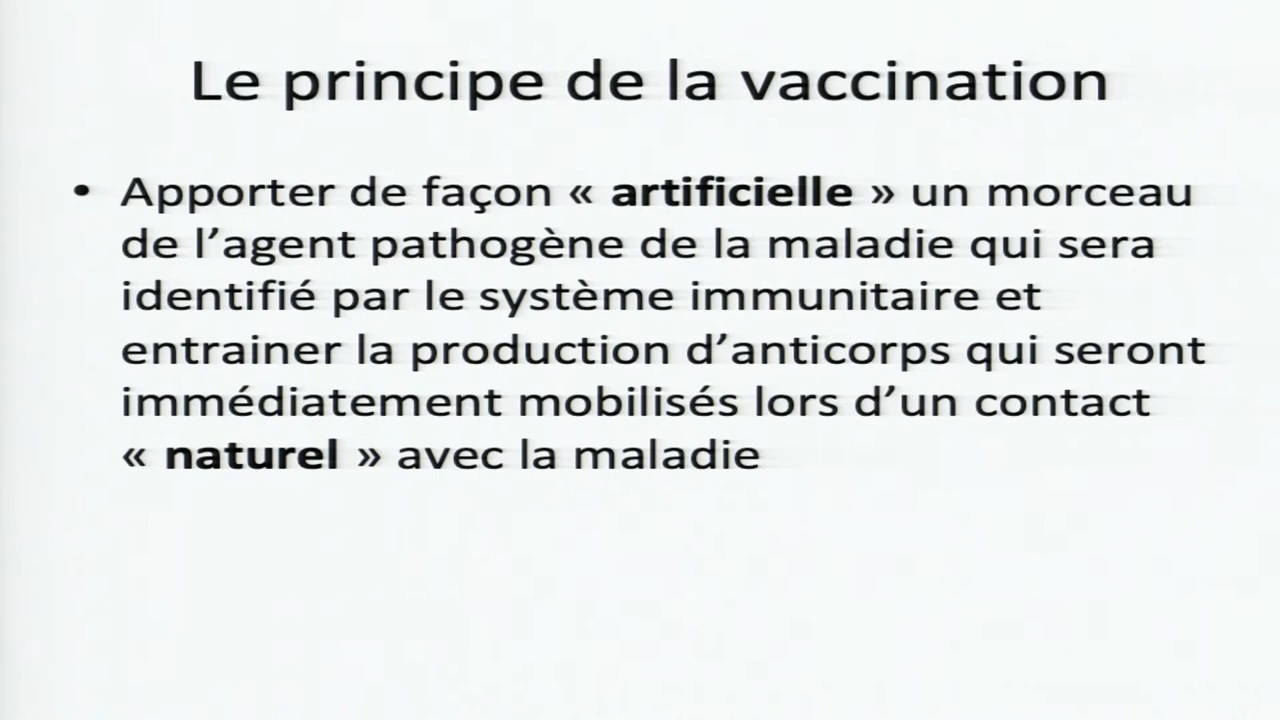 Le principe de la vaccination
• Apporter de façon « artificielle » un morceau
de l’agent pathogène de la maladie qui sera
identifié par le système immunitaire et
entrainer la production d’anticorps qui seront
immédiatement mobilisés lors d’un contact
« naturel » avec la maladie